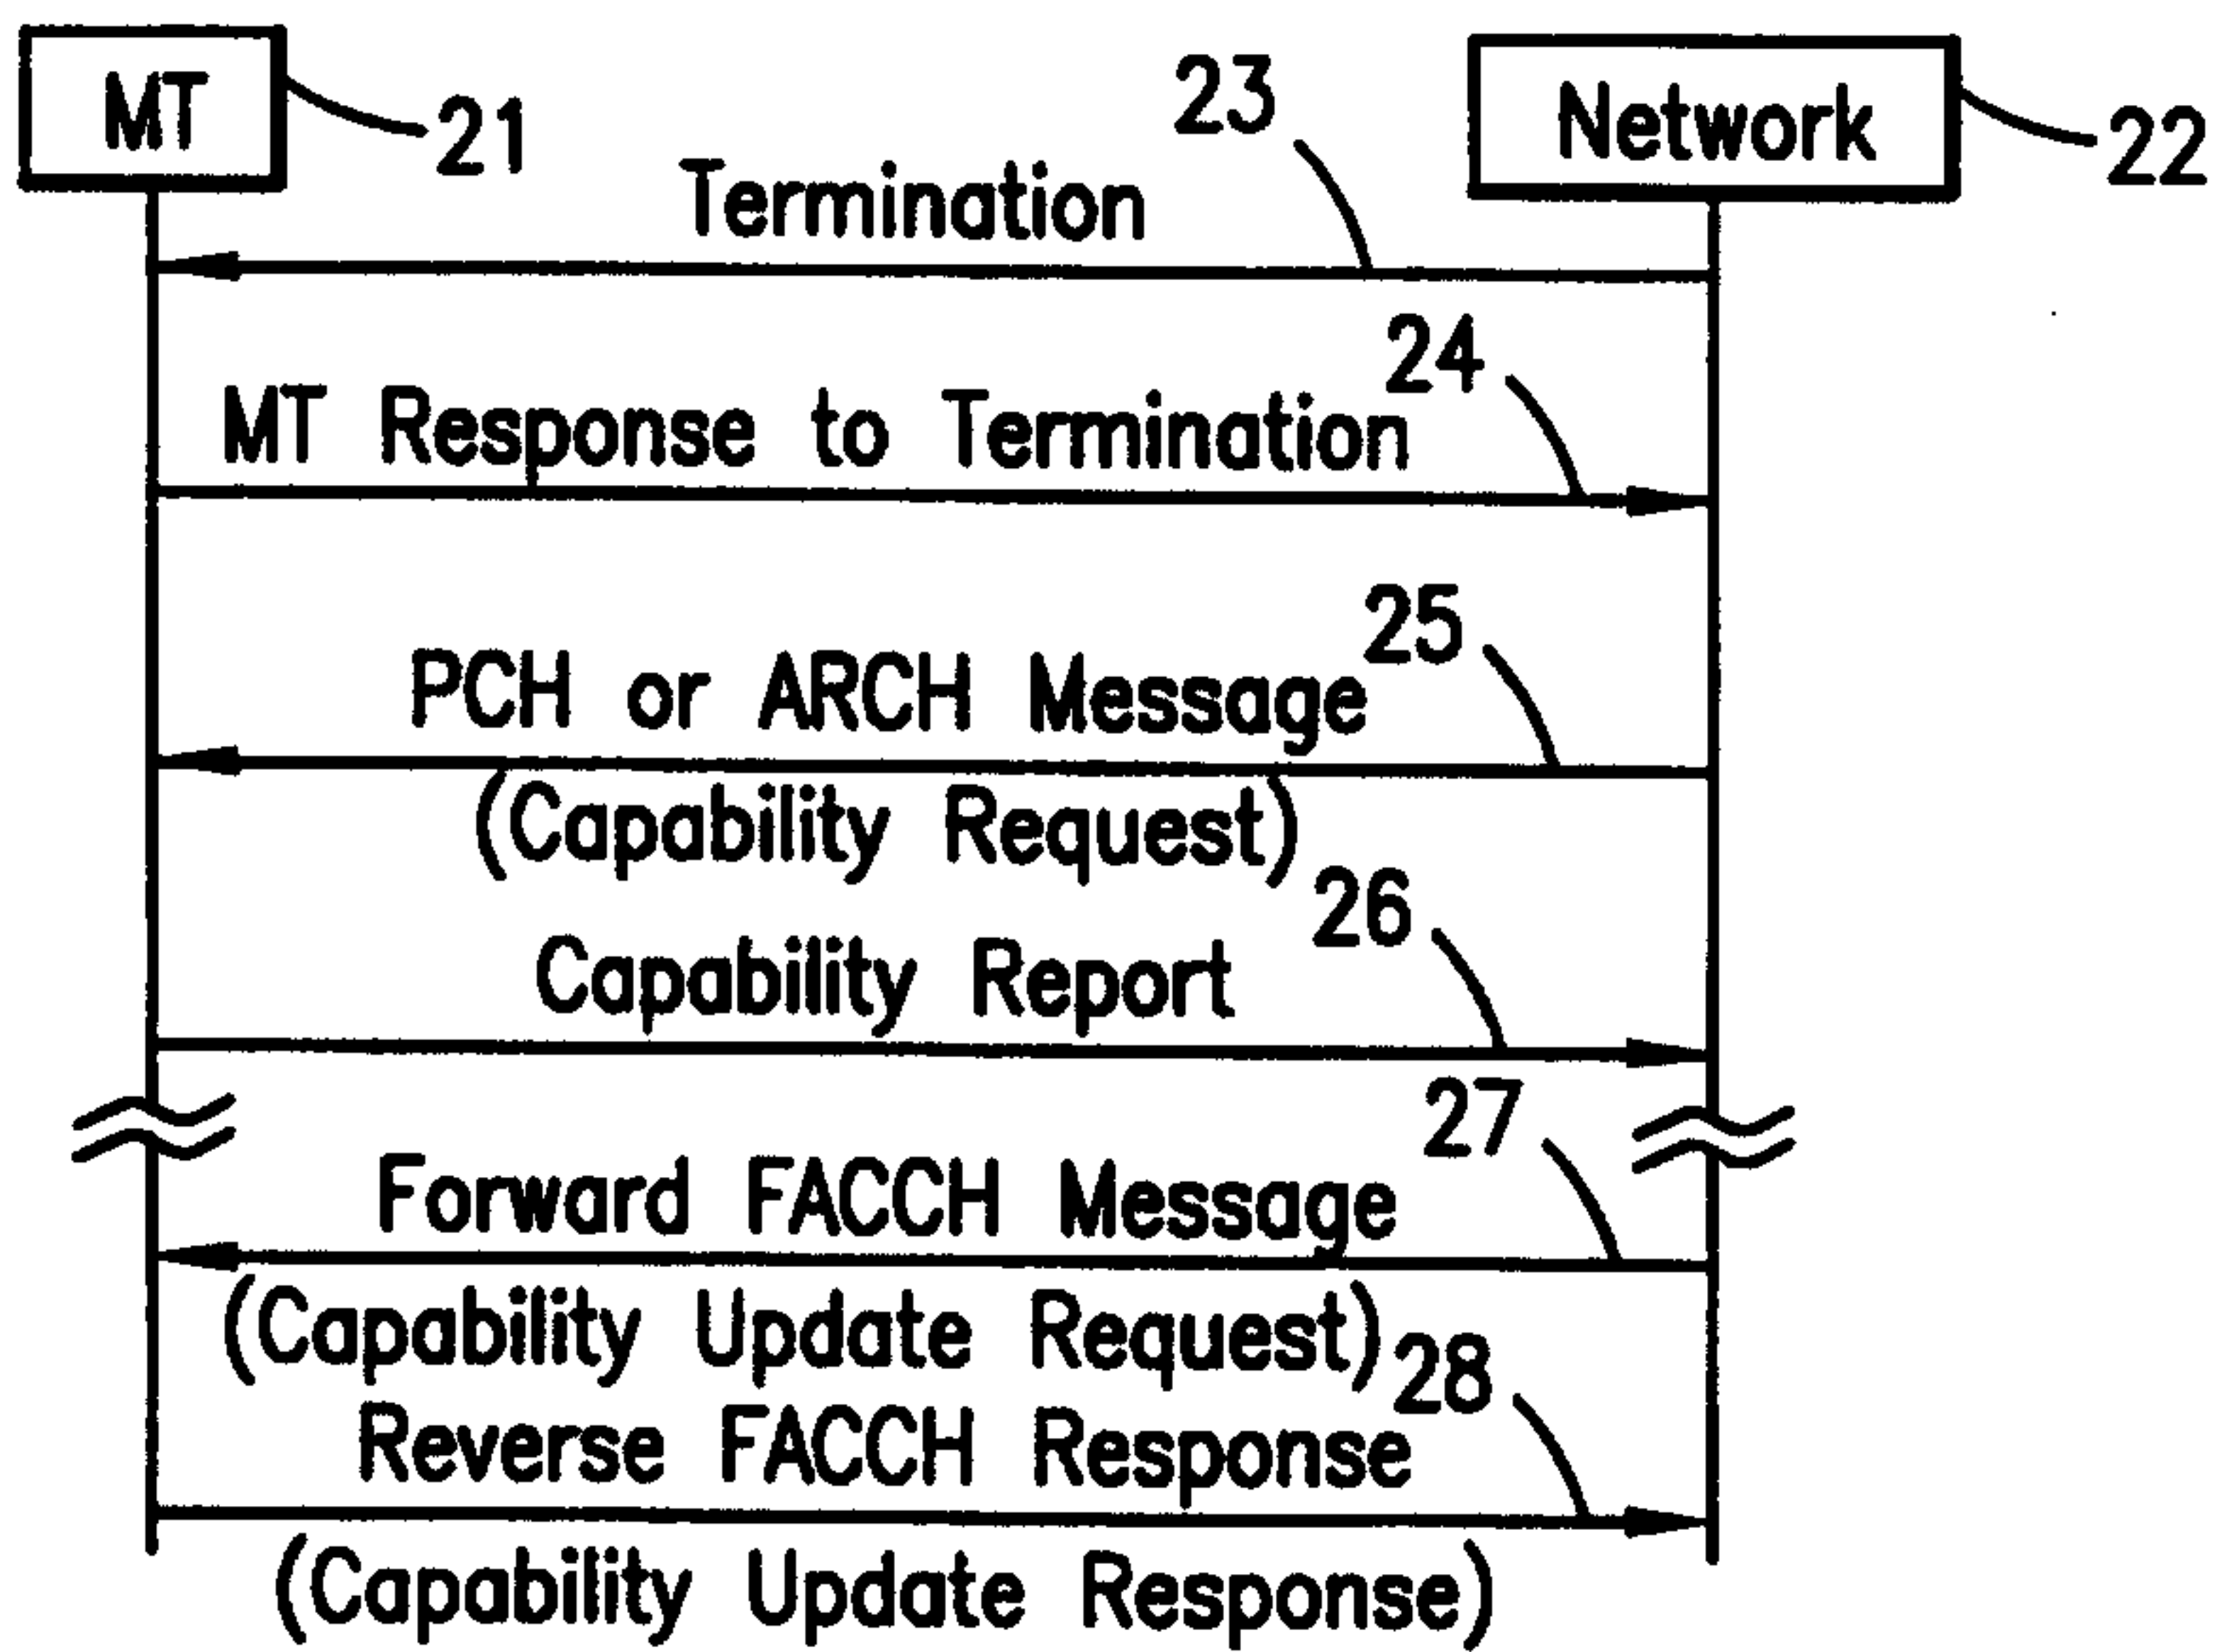 MT
21
Network
22
23
Termination
24
MT Response to Termination
25
PCH or ARCH Message
(Capability Request)
26
Capability Report
27
Forward FACCH Message
(Capability Update Request)
28
Reverse FACCH Response
(Capability Update Response)